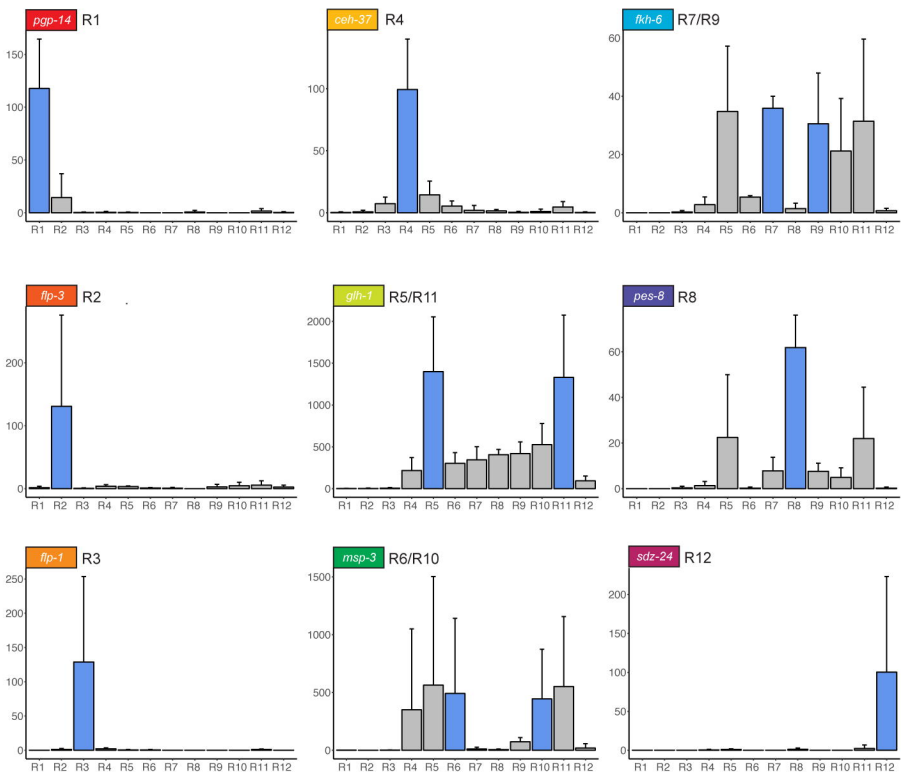 pgp-14 R1
150
100
50
0
R1 R2 R3 R4 R5 R6 R7 R8 R9 R10 R11 R12
ceh-37 R4
100
50
0
R1 R2 R3 R4 R5 R6 R7 R8 R9 R10 R11 R12
fkh-6 R7/R9
60
40
20
0
R1 R2 R3 R4 R5 R6 R7 R8 R9 R10 R11 R12
flp-3 R2
200
100
0
R1 R2 R3 R4 R5 R6 R7 R8 R9 R10 R11 R12
glh-1 R5/R11
2000
1500
1000
500
0
R1 R2 R3 R4 R5 R6 R7 R8 R9 R10 R11 R12
pes-8 R8
60
40
20
0
R1 R2 R3 R4 R5 R6 R7 R8 R9 R10 R11 R12
flp-1 R3
250
200
150
100
50
0
R1 R2 R3 R4 R5 R6 R7 R8 R9 R10 R11 R12
msp-3 R6/R10
1500
1000
500
0
R1 R2 R3 R4 R5 R6 R7 R8 R9 R10 R11 R12
sdz-24 R12
200
150
100
50
0
R1 R2 R3 R4 R5 R6 R7 R8 R9 R10 R11 R12